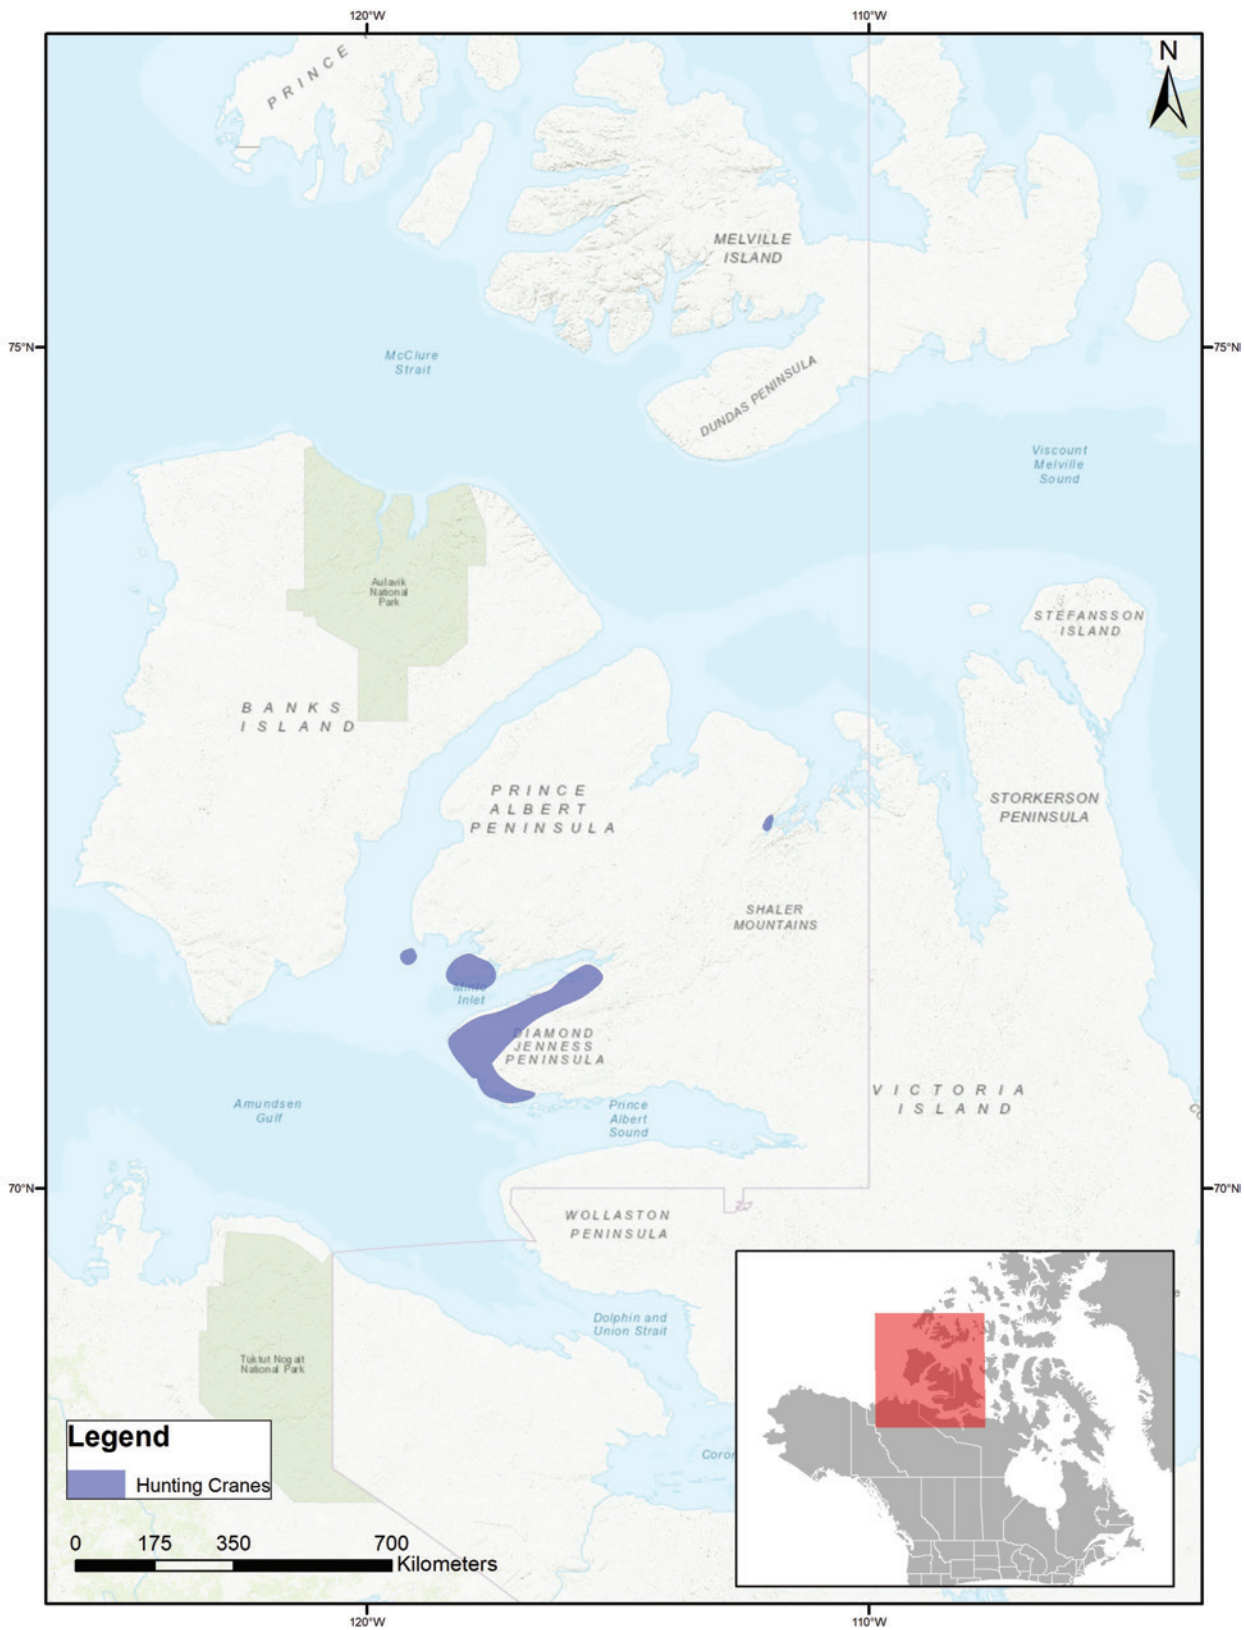 120°W
110°W
N
PRINCE
MELVILLE
ISLAND
75°N
75°N
McClure
Strait
DUNDAS PENINSULA
Viscount
Melville
Sound
Aulavik
National
Park
STEFANSSON
ISLAND
BANKS
ISLAND
PRINCE
ALBERT
PENINSULA
STORKERSON
PENINSULA
SHALER
MOUNTAINS
Minto
Inlet
DIAMOND
JENNESS
PENINSULA
VICTORIA
ISLAND
Amundsen
Gulf
Prince
Albert
Sound
70°N
70°N
WOLLASTON
PENINSULA
Dolphin and
Union Strait
Tuktut Nogait
National Park
Legend
Hunting Cranes
Coron
0 175 350 700
Kilometers
120°W
110°W